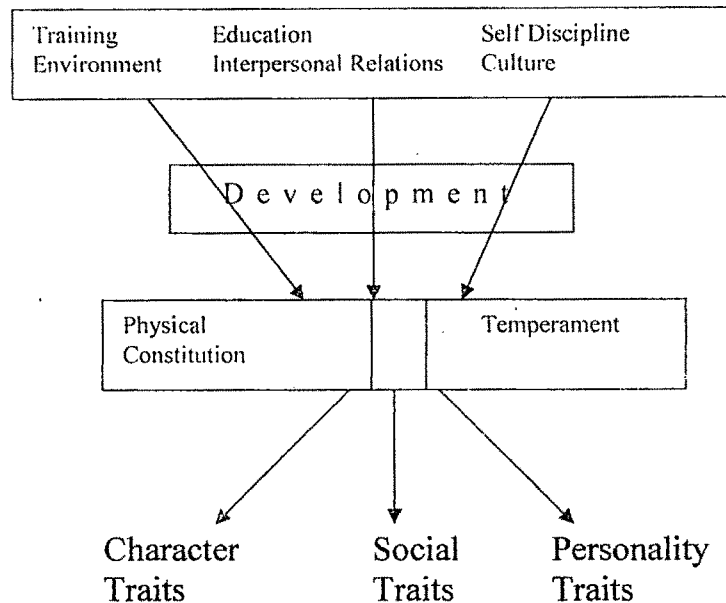 Training Education Self Discipline
Environment Interpersonal Relations Culture
Development
Physical Temperament
Constitution
Character Social Personality
Traits Traits Traits